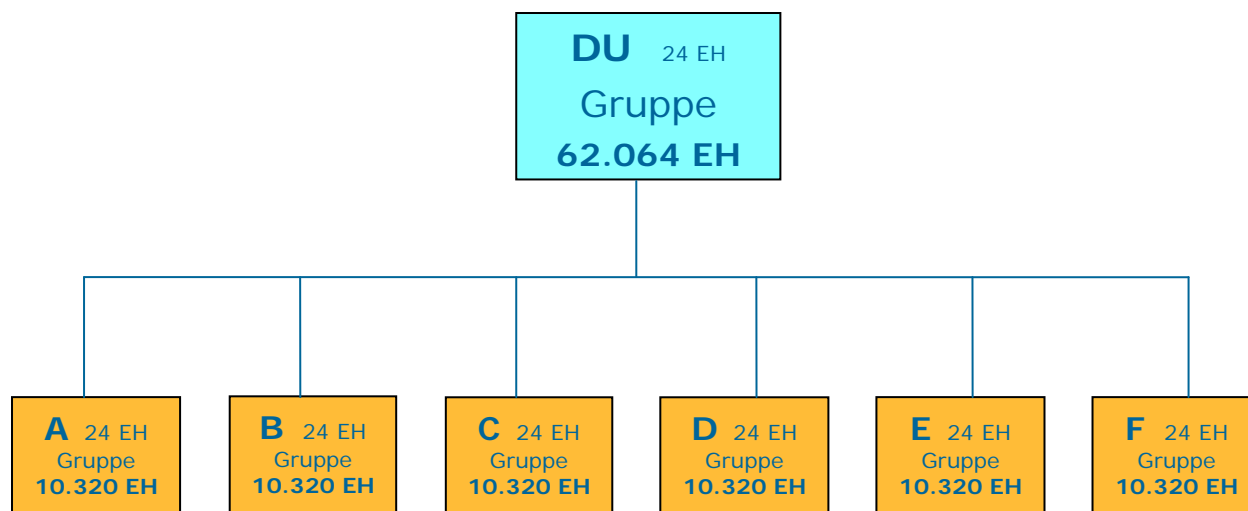 DU 24 EH
Gruppe
62.064 EH
A 24 EH
Gruppe
10.320 EH
B 24 EH
Gruppe
10.320 EH
C 24 EH
Gruppe
10.320 EH
D 24 EH
Gruppe
10.320 EH
E 24 EH
Gruppe
10.320 EH
F 24 EH
Gruppe
10.320 EH